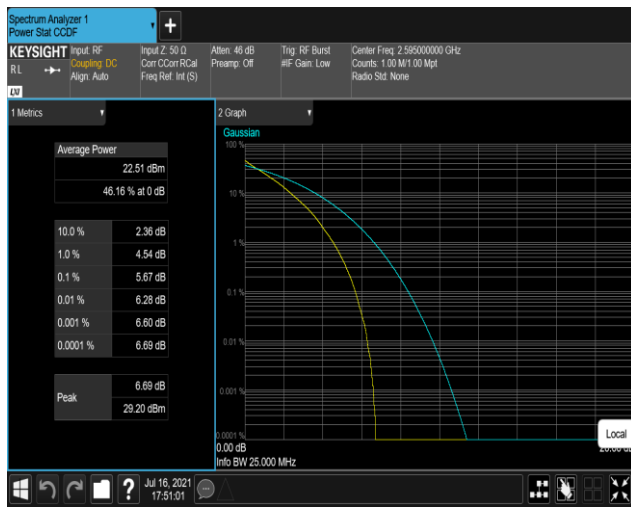 Spectrum Analyzer 1
Power Stat CCDF
+
KEYSIGHT
RL
LXI
Input: RF
Coupling: DC
Align: Auto
Input Z: 50 Ω
Corr CCorr RCal
Freq Ref: Int (S)
Atten: 46 dB
Preamp: Off
Trig: RF Burst
#IF Gain: Low
Center Freq: 2.595000000 GHz
Counts: 1.00 M/1.00 Mpt
Radio Std: None
1 Metrics
Average Power
22.51 dBm
46.16 % at 0 dB
10.0 % 2.36 dB
1.0 % 4.54 dB
0.1 % 5.67 dB
0.01 % 6.28 dB
0.001 % 6.60 dB
0.0001 % 6.69 dB
Peak
6.69 dB
29.20 dBm
2 Graph
Gaussian
100 %
10 %
1 %
0.1 %
0.01 %
0.001 %
0.0001 %
0.00 dB
Info BW 25.000 MHz
Local
?
Jul 16, 2021
17:51:01